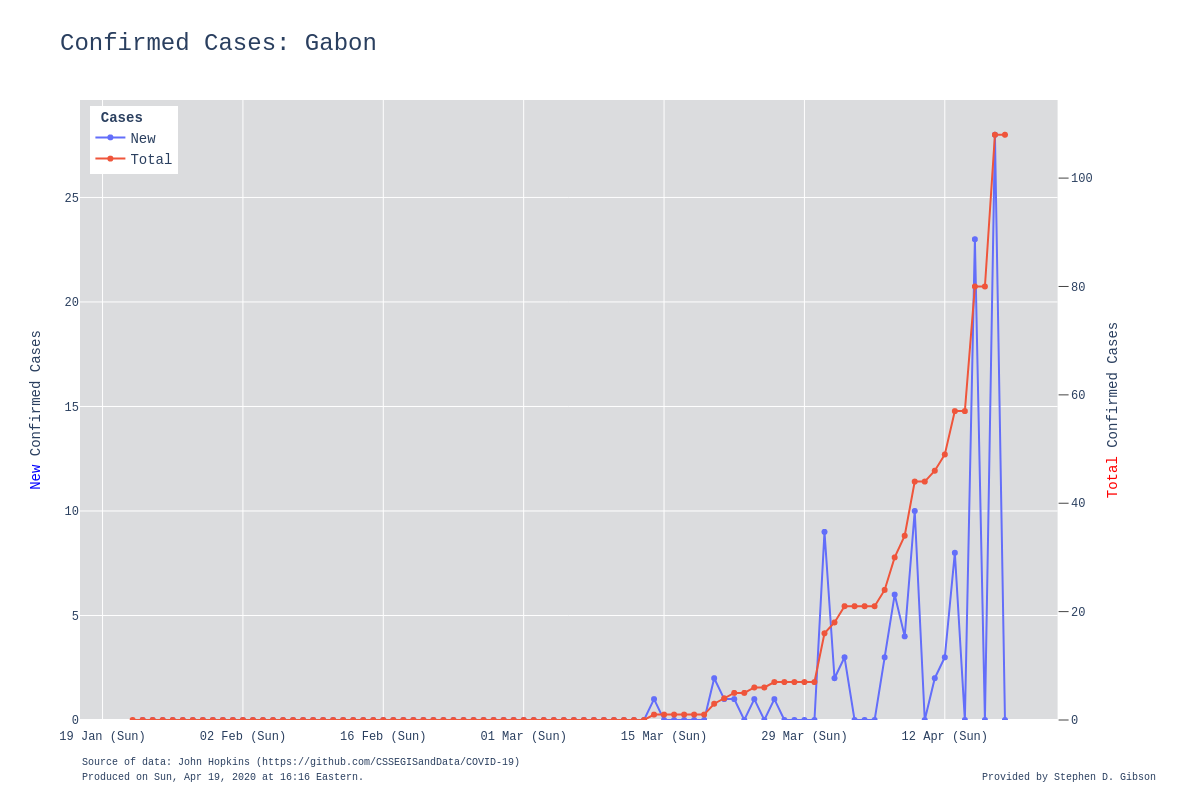 Confirmed Cases: Gabon
Cases
New
Total
25
20
15
10
5
0
100
80
60
40
20
0
New Confirmed Cases
Total Confirmed Cases
19 Jan (Sun) 02 Feb (Sun) 16 Feb (Sun) 01 Mar (Sun) 15 Mar (Sun) 29 Mar (Sun) 12 Apr (Sun)
Source of data: John Hopkins (https://github.com/CSSEGISandData/COVID-19)
Produced on Sun, Apr 19, 2020 at 16:16 Eastern.
Provided by Stephen D. Gibson